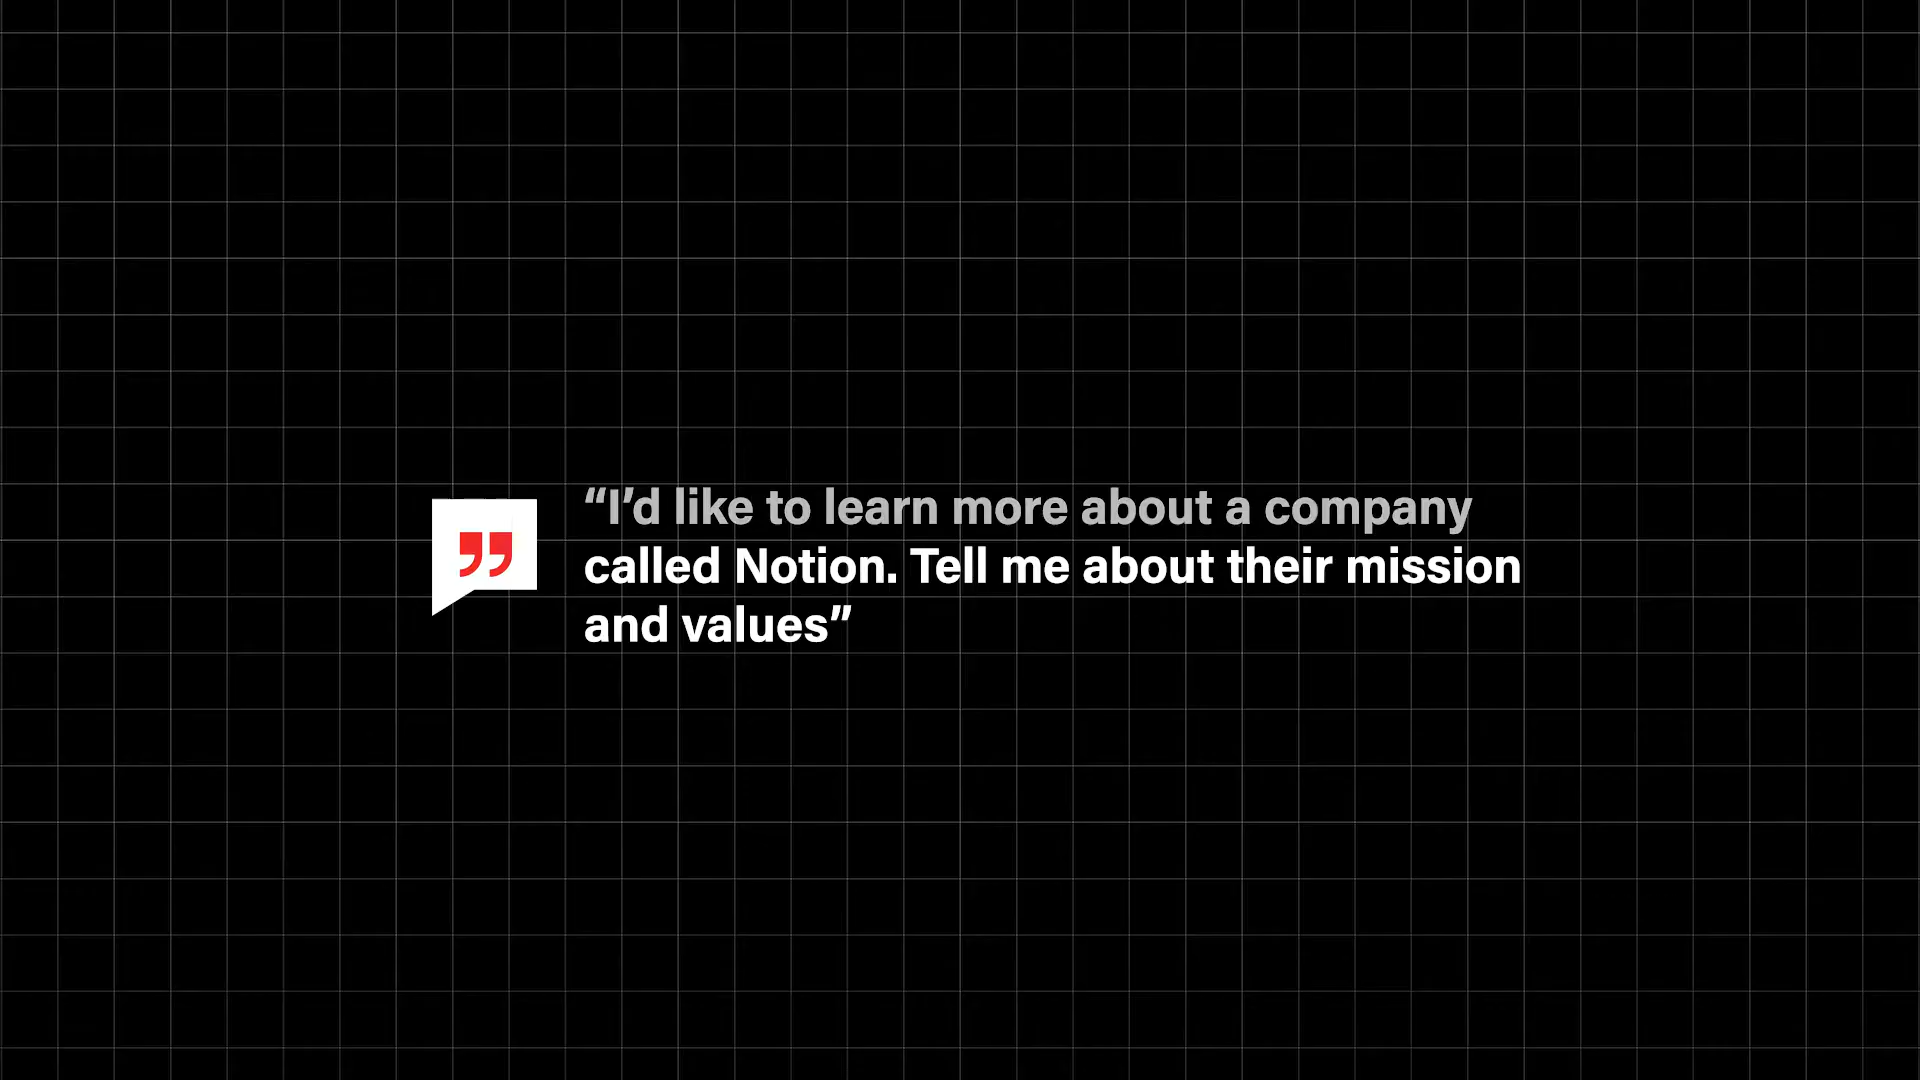 “I’d like to learn more about a company
called Notion. Tell me about their mission
and values”